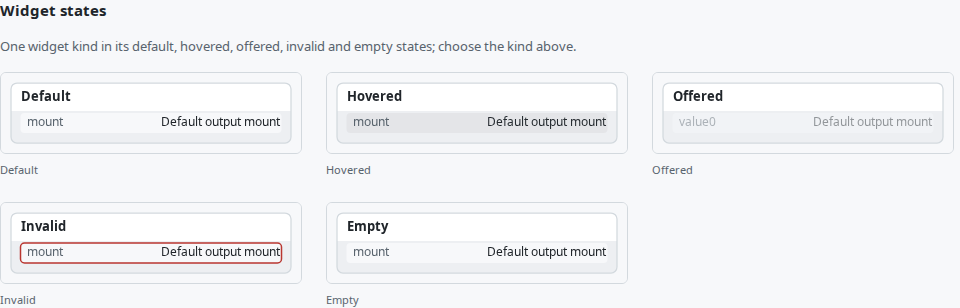 Widget states
One widget kind in its default, hovered, offered, invalid and empty states; choose the kind above.
Default
mount Default output mount
Default
Hovered
mount Default output mount
Hovered
Offered
value0 Default output mount
Offered
Invalid
mount Default output mount
Invalid
Empty
mount Default output mount
Empty